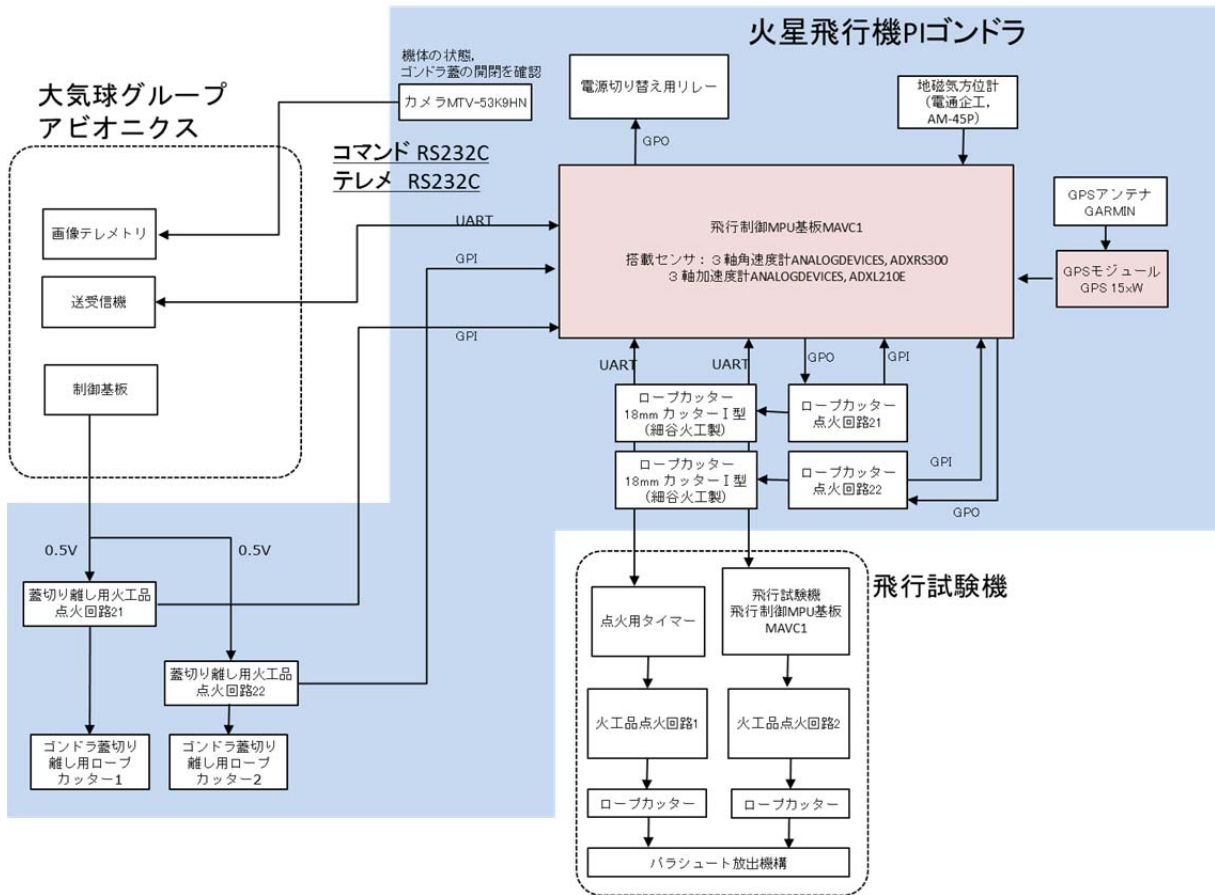 火星飛行機PIゴンドラ
機体の状態,
ゴンドラ蓋の開閉を確認
カメラMTV-53K9HN
大気球グループ
アビオニクス
電源切り替え用リレー
地磁気方位計
(電通企工,
AM-45P)
GPO
コマンド RS232C
テレメ RS232C
画像テレメトリ
UART
GPI
送受信機
GPI
制御基板
飛行制御MPU基板MAVC1
搭載センサ:3軸角速度計ANALOGDEVICES, ADXRS300
3軸加速度計ANALOGDEVICES, ADXL210E
GPSアンテナ
GARMIN
GPSモジュール
GPS 15xW
UART
UART
GPO
GPI
ロープカッター
18mm カッターI型
(細谷火工製)
ロープカッター
点火回路21
ロープカッター
18mm カッターI型
(細谷火工製)
ロープカッター
点火回路22
GPI
GPO
0.5V
0.5V
蓋切り離し用火工品
点火回路21
蓋切り離し用火工品
点火回路22
ゴンドラ蓋切り
離し用ロープ
カッター1
ゴンドラ蓋切り
離し用ロープ
カッター2
飛行試験機
点火用タイマー
飛行試験機
飛行制御MPU基板
MAVC1
火工品点火回路1
火工品点火回路2
ロープカッター
ロープカッター
パラシュート放出機構